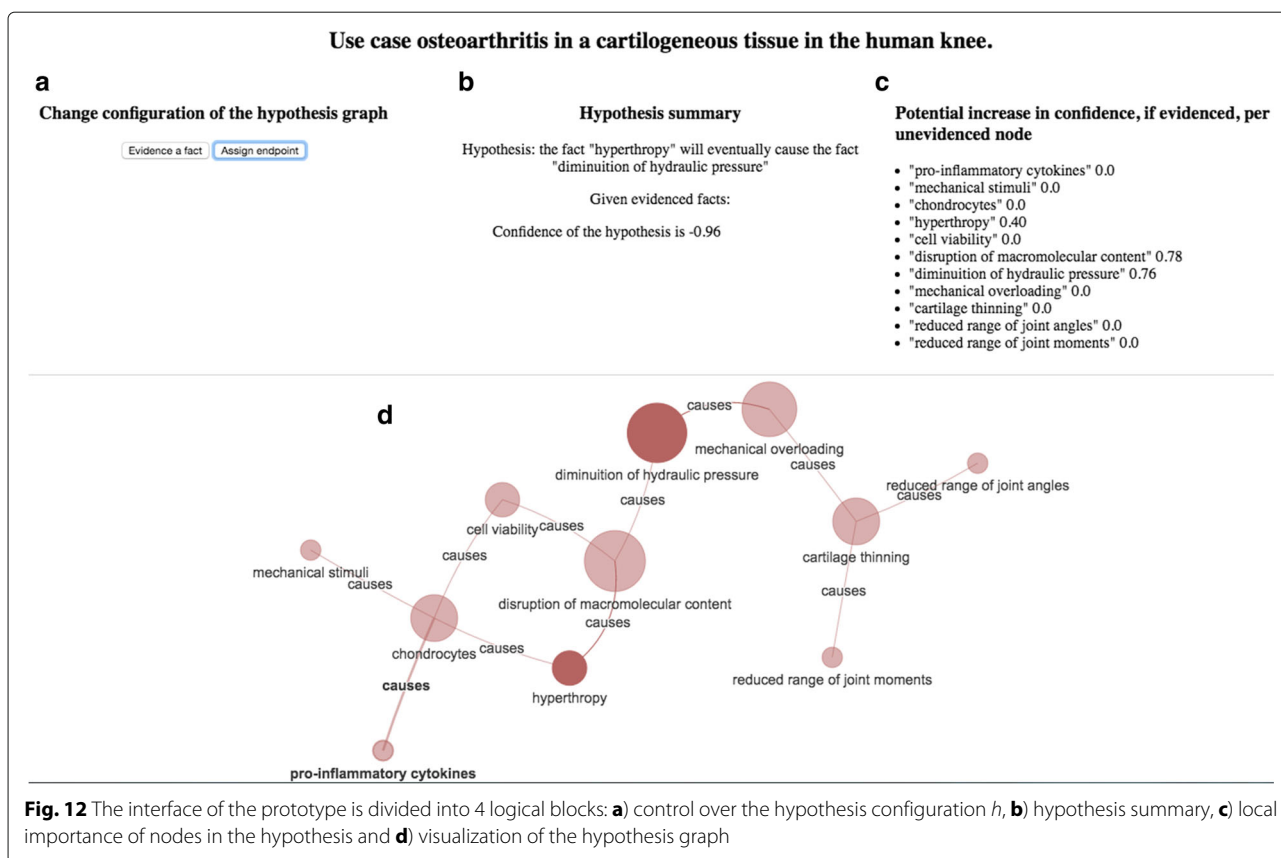 Use case osteoarthritis in a cartilogeneous tissue in the human knee.
a
Change configuration of the hypothesis graph
Evidence a fact
Assign endpoint
b
Hypothesis summary
Hypothesis: the fact "hyperthropy" will eventually cause the fact
"diminuition of hydraulic pressure"
Given evidenced facts:
Confidence of the hypothesis is -0.96
c
Potential increase in confidence, if evidenced, per
unevidenced node
• "pro-inflammatory cytokines" 0.0
• "mechanical stimuli" 0.0
• "chondrocytes" 0.0
• "hyperthropy" 0.40
• "cell viability" 0.0
• "disruption of macromolecular content" 0.78
• "diminuition of hydraulic pressure" 0.76
• "mechanical overloading" 0.0
• "cartilage thinning" 0.0
• "reduced range of joint angles" 0.0
• "reduced range of joint moments" 0.0
d
causes
mechanical overloading
causes
diminuition of hydraulic pressure
causes
reduced range of joint angles
causes
cell viability
causes
causes
cartilage thinning
mechanical stimuli
causes
causes
disruption of macromolecular content
causes
chondrocytes
causes
causes
hyperthropy
reduced range of joint moments
pro-inflammatory cytokines
Fig. 12 The interface of the prototype is divided into 4 logical blocks: a) control over the hypothesis configuration h, b) hypothesis summary, c) local
importance of nodes in the hypothesis and d) visualization of the hypothesis graph